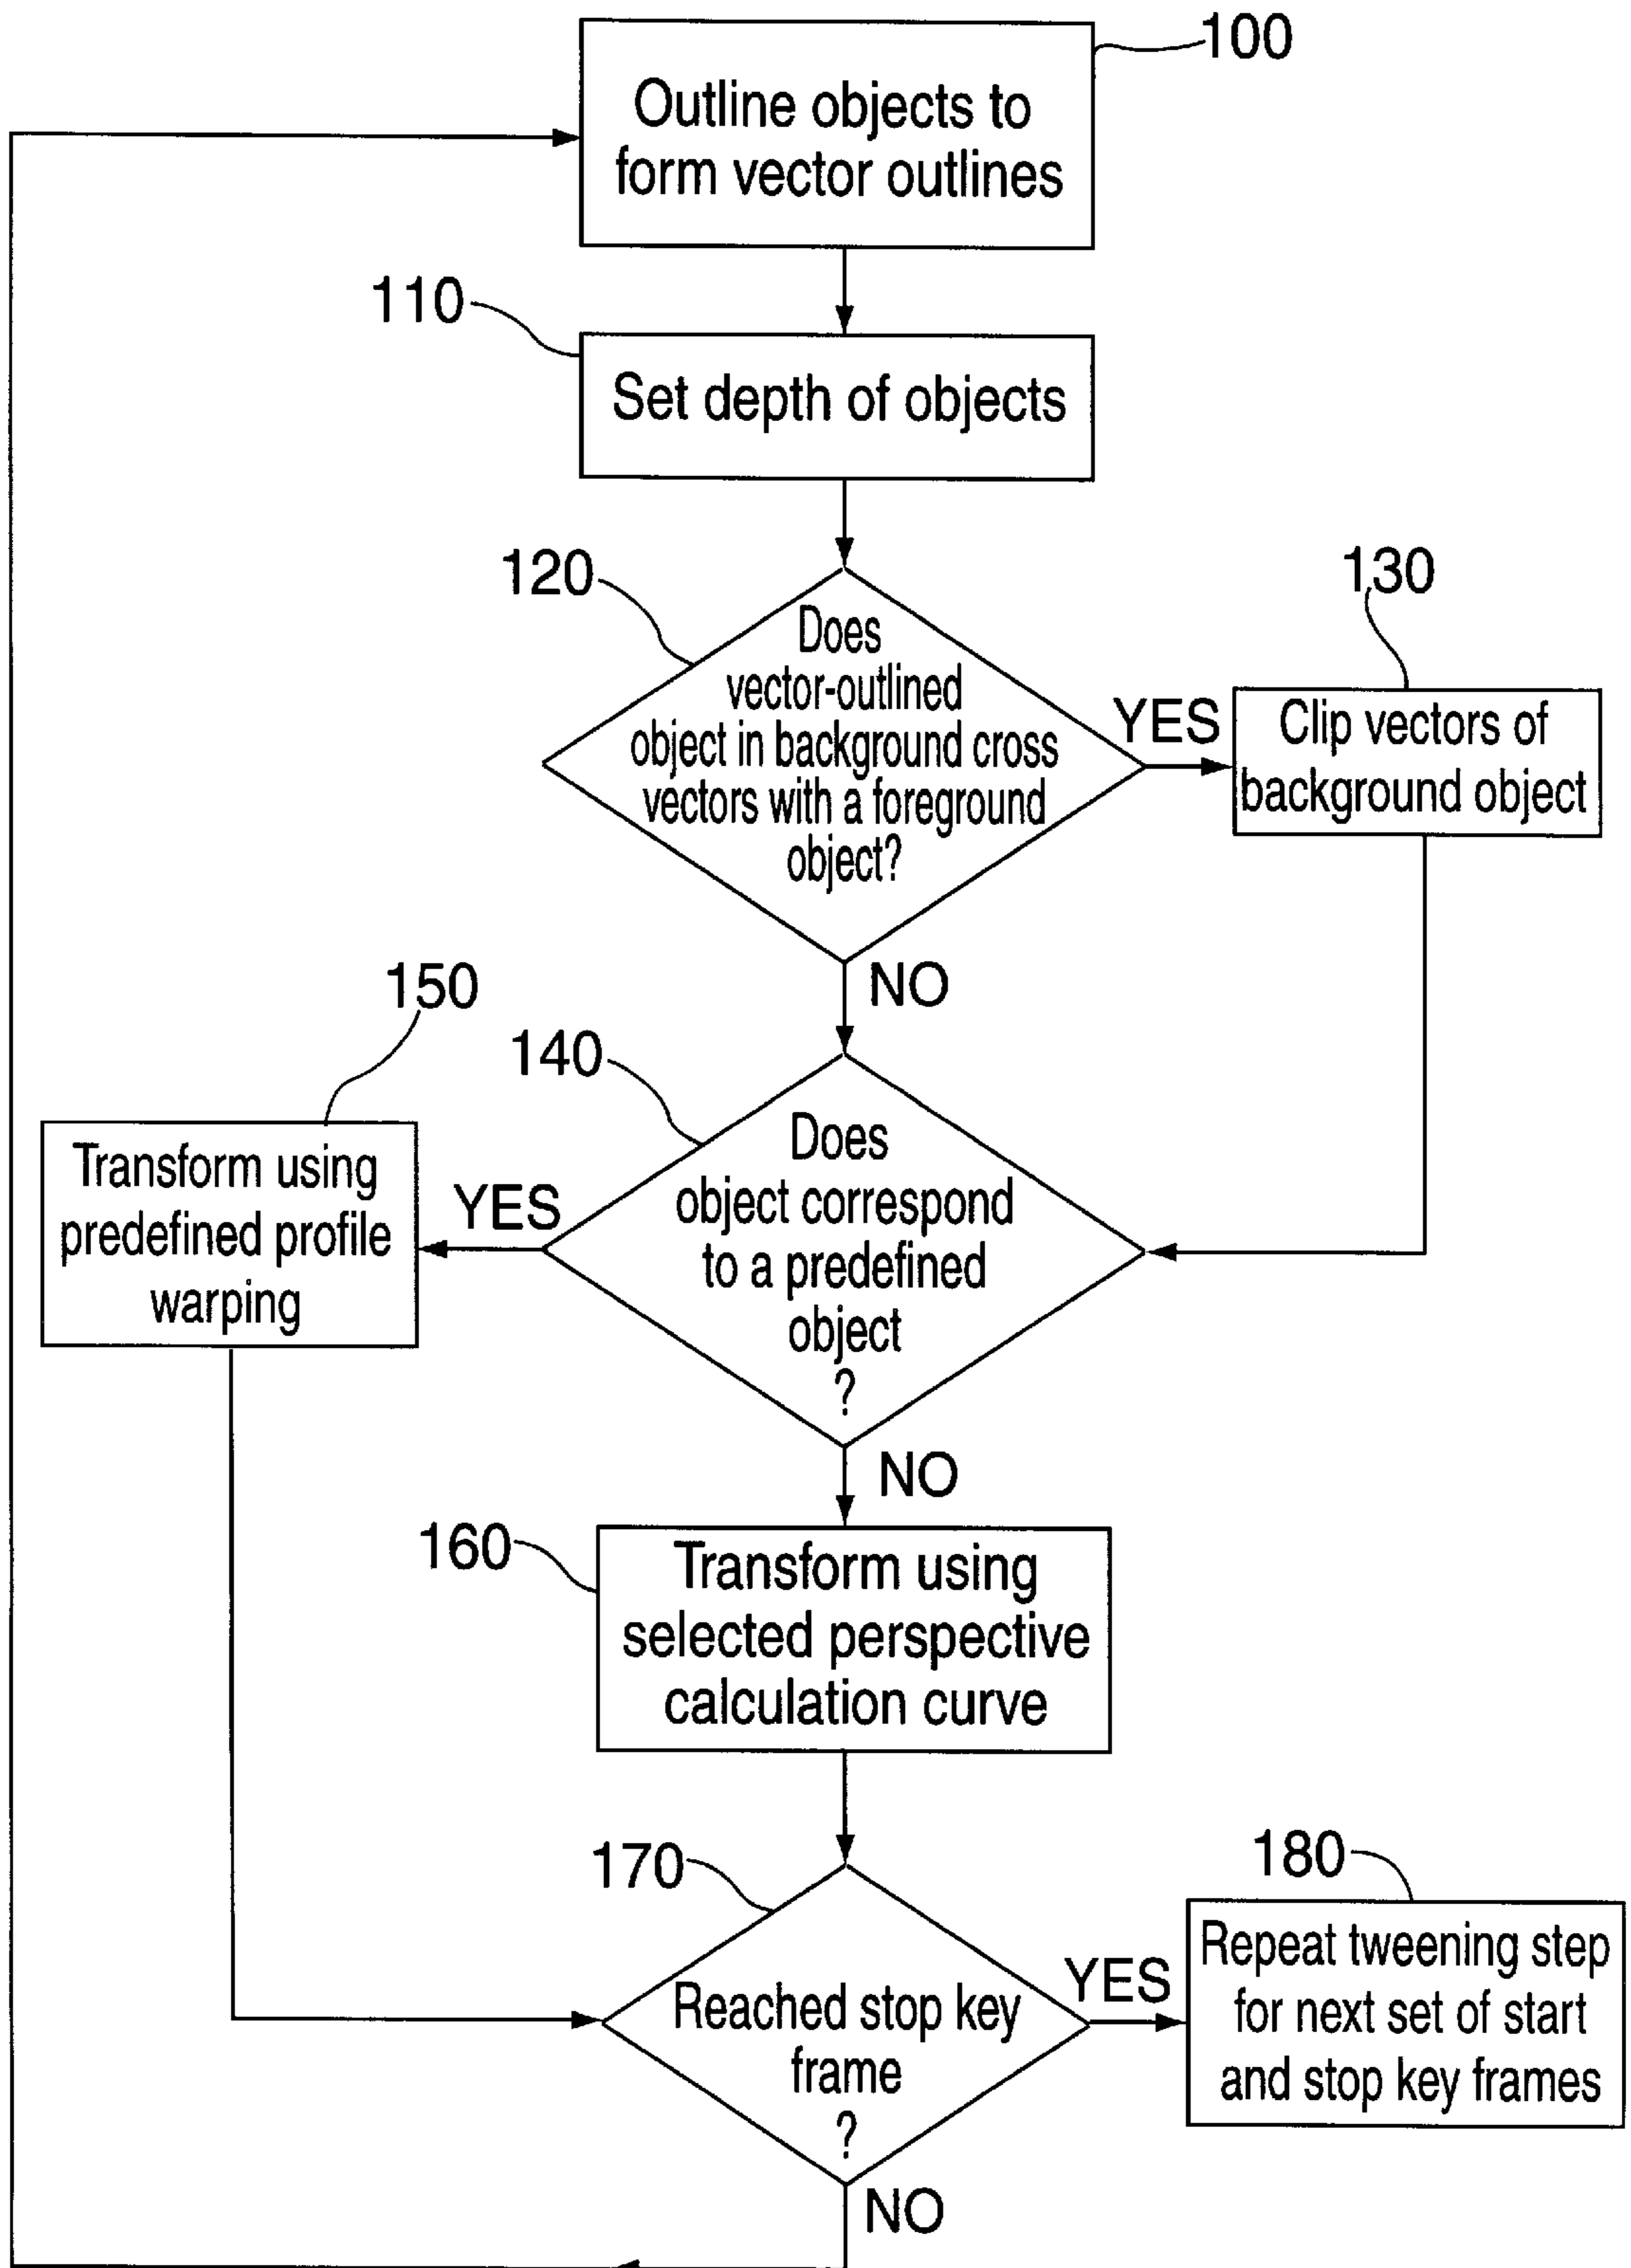 100
Outline objects to
form vector outlines
110
Set depth of objects
120
Does
vector-outlined
object in background cross
vectors with a foreground
object?
YES
130
Clip vectors of
background object
NO
150
140
Transform using
predefined profile
warping
YES
Does
object correspond
to a predefined
object
?
NO
160
Transform using
selected perspective
calculation curve
170
Reached stop key
frame
?
YES
180
Repeat tweening step
for next set of start
and stop key frames
NO